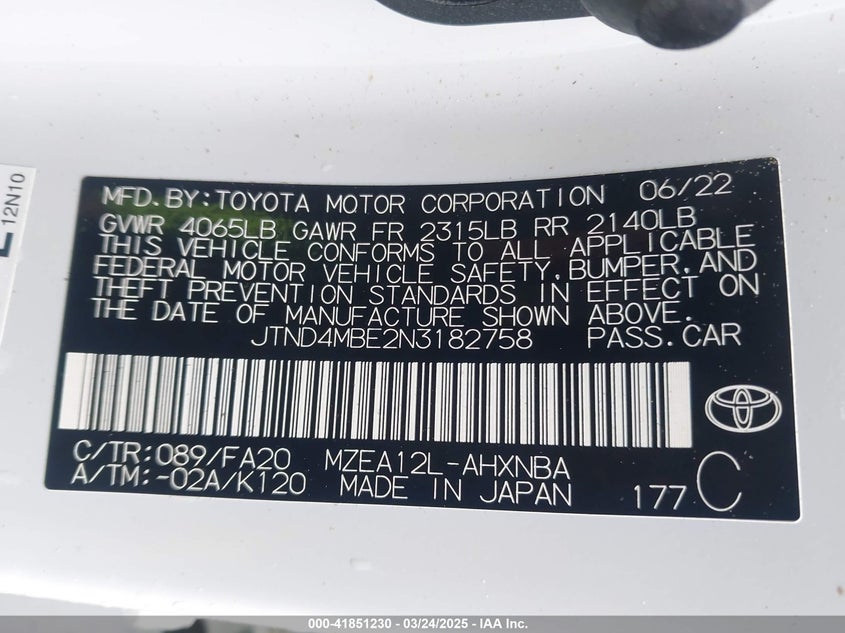 12N10
MFD.BY:TOYOTA MOTOR CORPORATION 06/22
GVWR 4065LB GAWR FR 2315LB RR 2140LB
THIS VEHICLE CONFORMS TO ALL APPLICABLE
FEDERAL MOTOR VEHICLE SAFETY,BUMPER,AND
THEFT PREVENTION STANDARDS IN EFFECT ON
THE DATE OF MANUFACTURE SHOWN ABOVE.
JTND4MBE2N3182758 PASS.CAR
C/TR:089/FA20 MZEA12L-AHXNBA
A/TM:-02A/K120 MADE IN JAPAN 177 C
000-41851230 - 03/24/2025 - IAA Inc.